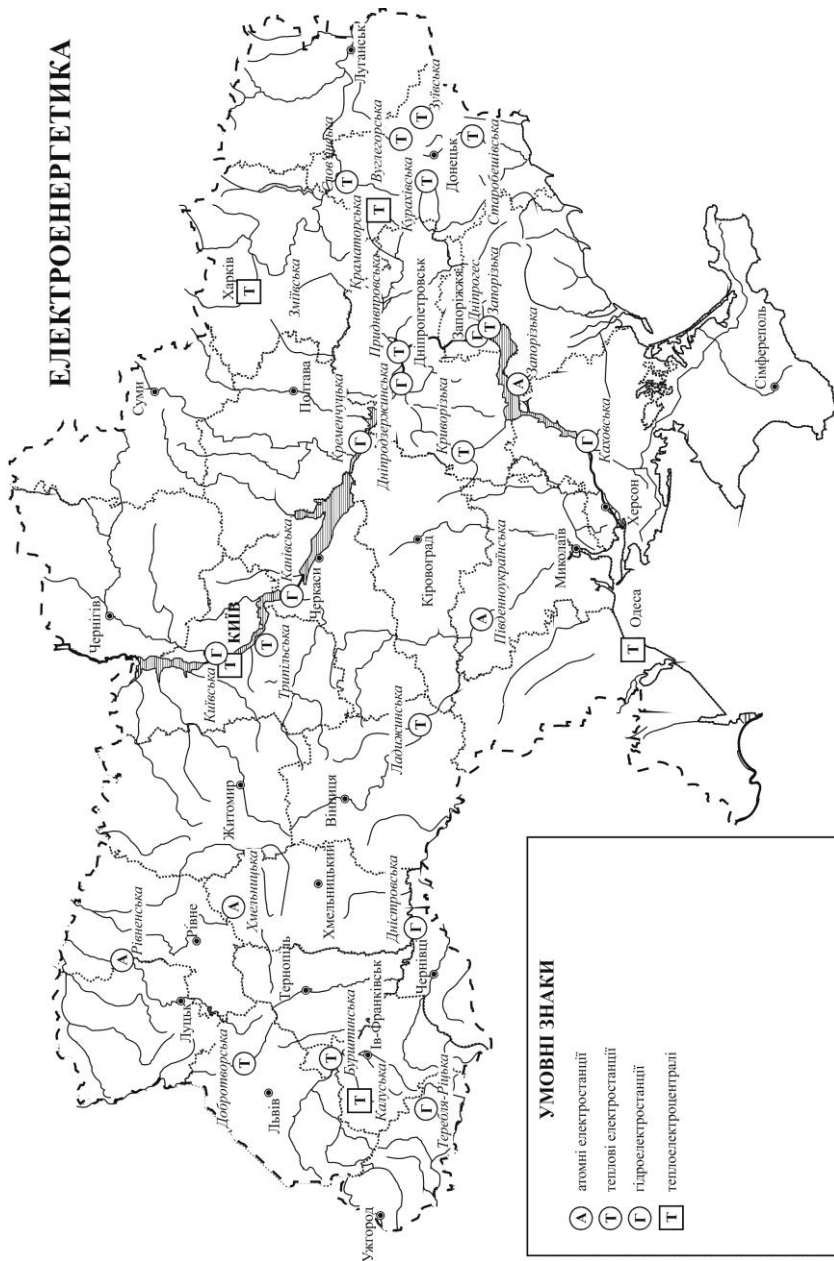 ЕЛЕКТРОЕНЕРГЕТИКА
Чернігів
Суми
Луцьк
Рівненська
Рівне
Хмельницька
Житомир
Київська
КИЇВ
Трипільська
Канівська
Черкаси
Полтава
Харків
Зміївська
Луганськ
Добротворська
Львів
Тернопіль
Хмельницький
Вінниця
Кременчуцька
Дніпродзержинська
Придніпровська
Дніпропетровськ
Краматорська
Слов'янська
Вуглегорська
Зуївська
Курахівська
Донецьк
Старобешівська
Ужгород
Калуська
Бурштинська
Ів-Франківськ
Теребля-Ріцька
Чернівці
Дністровська
Ладижинська
Кіровоград
Криворізька
Запоріжжя
Дніпрогес
Запорізька
Запорізька
Південноукраїнська
Миколаїв
Херсон
Каховська
Одеса
Сімферополь
УМОВНІ ЗНАКИ
А атомні електростанції
Т теплові електростанції
Г гідроелектростанції
Т теплоелектроцентралі